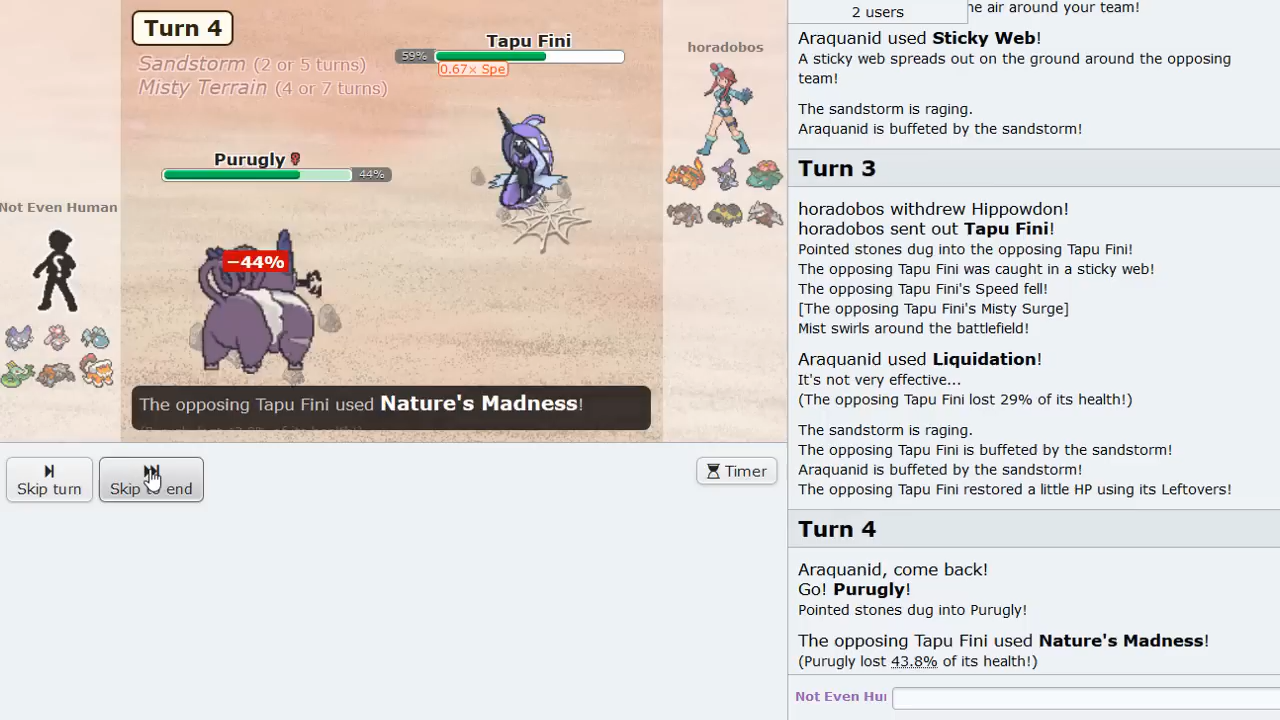 Turn 4
Sandstorm (2 or 5 turns)
Misty Terrain (4 or 7 turns)
Tapu Fini
59%
0.67× Spe
Purugly
44%
−44%
The opposing Tapu Fini used Nature's Madness!
Not Even Human
horadobos
Skip turn
Skip to end
Timer
2 users
he air around your team!
Araquanid used Sticky Web!
A sticky web spreads out on the ground around the opposing
team!
The sandstorm is raging.
Araquanid is buffeted by the sandstorm!
Turn 3
horadobos withdrew Hippowdon!
horadobos sent out Tapu Fini!
Pointed stones dug into the opposing Tapu Fini!
The opposing Tapu Fini was caught in a sticky web!
The opposing Tapu Fini's Speed fell!
[The opposing Tapu Fini's Misty Surge]
Mist swirls around the battlefield!
Araquanid used Liquidation!
It's not very effective...
(The opposing Tapu Fini lost 29% of its health!)
The sandstorm is raging.
The opposing Tapu Fini is buffeted by the sandstorm!
Araquanid is buffeted by the sandstorm!
The opposing Tapu Fini restored a little HP using its Leftovers!
Turn 4
Araquanid, come back!
Go! Purugly!
Pointed stones dug into Purugly!
The opposing Tapu Fini used Nature's Madness!
(Purugly lost 43.8% of its health!)
Not Even Hu